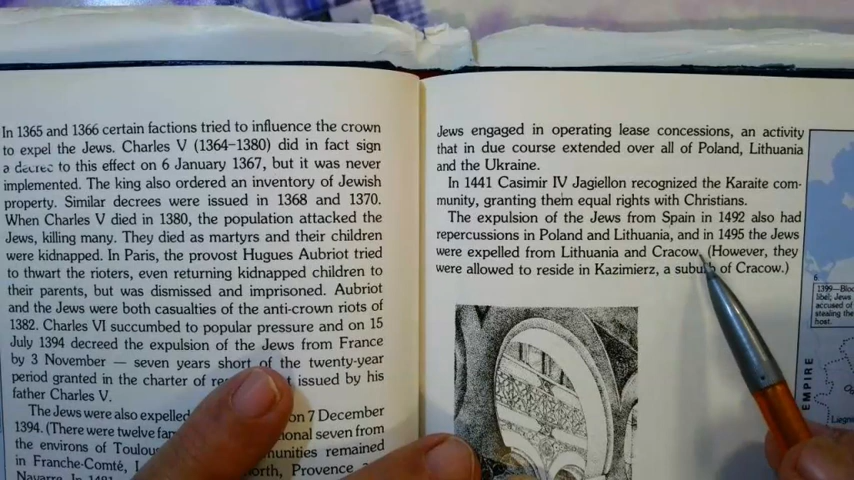 In 1365 and 1366 certain factions tried to influence the crown
to expel the Jews. Charles V (1364–1380) did in fact sign
a decree to this effect on 6 January 1367, but it was never
implemented. The king also ordered an inventory of Jewish
property. Similar decrees were issued in 1368 and 1370.
When Charles V died in 1380, the population attacked the
Jews, killing many. They died as martyrs and their children
were kidnapped. In Paris, the provost Hugues Aubriot tried
to thwart the rioters, even returning kidnapped children to
their parents, but was dismissed and imprisoned. Aubriot
and the Jews were both casualties of the anti-crown riots of
1382. Charles VI succumbed to popular pressure and on 15
July 1394 decreed the expulsion of the Jews from France
by 3 November — seven years short of the twenty-year
period granted in the charter of issued by his
father Charles V.
The Jews were also expelled on 7 December
1394. (There were twelve seven from
the environs of remained
in Franche-Comté, Provence
Navarre. In
Jews engaged in operating lease concessions, an activity
that in due course extended over all of Poland, Lithuania
and the Ukraine.
In 1441 Casimir IV Jagiellon recognized the Karaite com-
munity, granting them equal rights with Christians.
The expulsion of the Jews from Spain in 1492 also had
repercussions in Poland and Lithuania, and in 1495 the Jews
were expelled from Lithuania and Cracow. (However, they
were allowed to reside in Kazimierz, a suburb of Cracow.)
6.
1399—
libel; Jews
accused of
stealing the
host.
EMPIRE